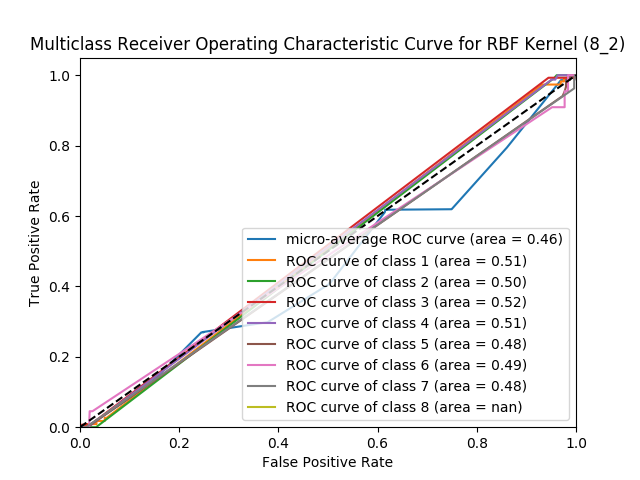 Multiclass Receiver Operating Characteristic Curve for RBF Kernel (8_2)
1.0
0.8
0.6
0.4
0.2
0.0
True Positive Rate
micro-average ROC curve (area = 0.46)
ROC curve of class 1 (area = 0.51)
ROC curve of class 2 (area = 0.50)
ROC curve of class 3 (area = 0.52)
ROC curve of class 4 (area = 0.51)
ROC curve of class 5 (area = 0.48)
ROC curve of class 6 (area = 0.49)
ROC curve of class 7 (area = 0.48)
ROC curve of class 8 (area = nan)
0.0 0.2 0.4 0.6 0.8 1.0
False Positive Rate